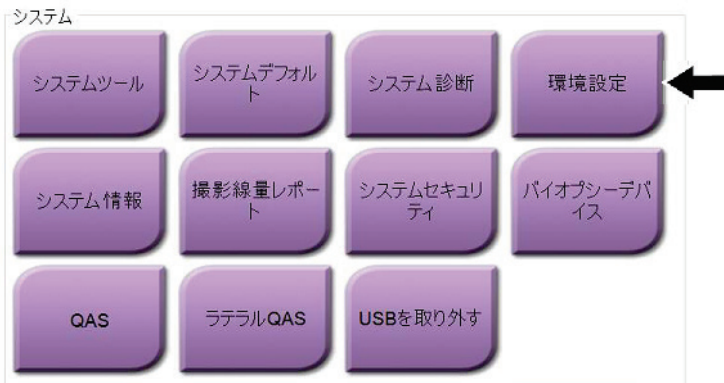 システム
システムツール
システムデフォル
ト
システム診断
環境設定
システム情報
撮影線量レポー
ト
システムセキュリ
ティ
バイオプシーデバ
イス
QAS
ラテラルQAS
USBを取り外す